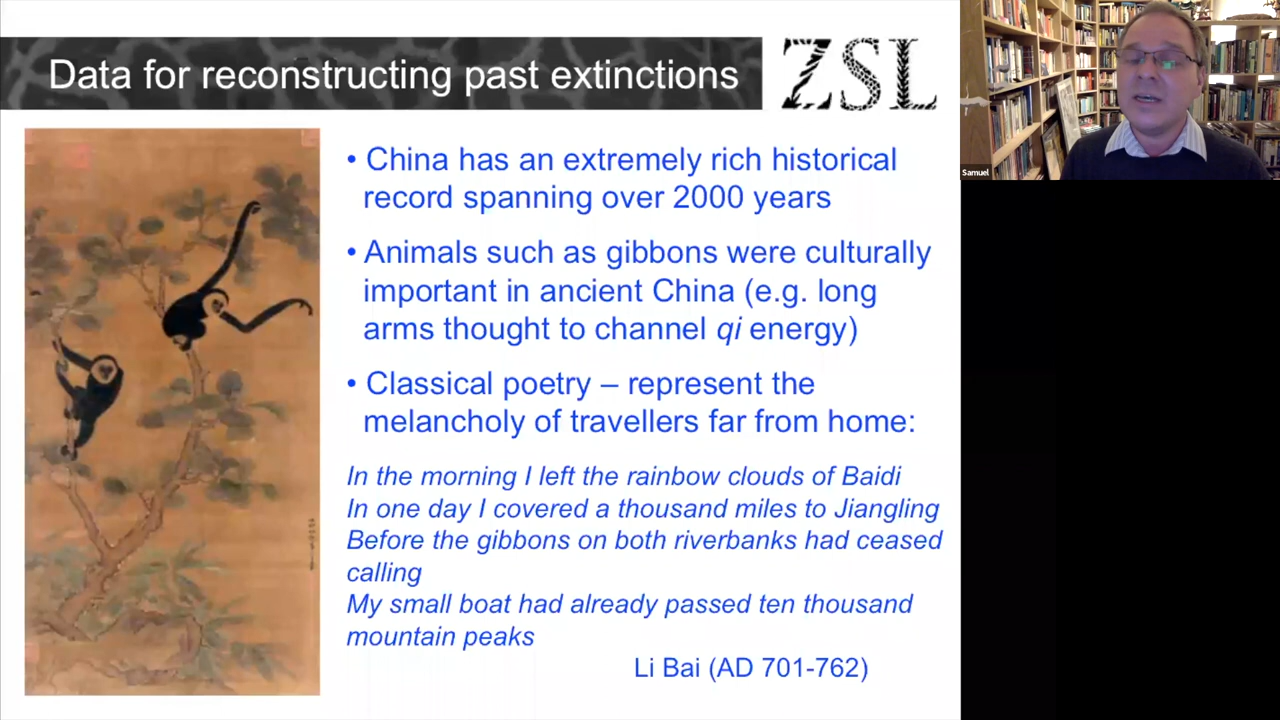 Data for reconstructing past extinctions
ZSL
• China has an extremely rich historical
record spanning over 2000 years
• Animals such as gibbons were culturally
important in ancient China (e.g. long
arms thought to channel qi energy)
• Classical poetry – represent the
melancholy of travellers far from home:
In the morning I left the rainbow clouds of Baidi
In one day I covered a thousand miles to Jiangling
Before the gibbons on both riverbanks had ceased
calling
My small boat had already passed ten thousand
mountain peaks
Li Bai (AD 701-762)
Samuel